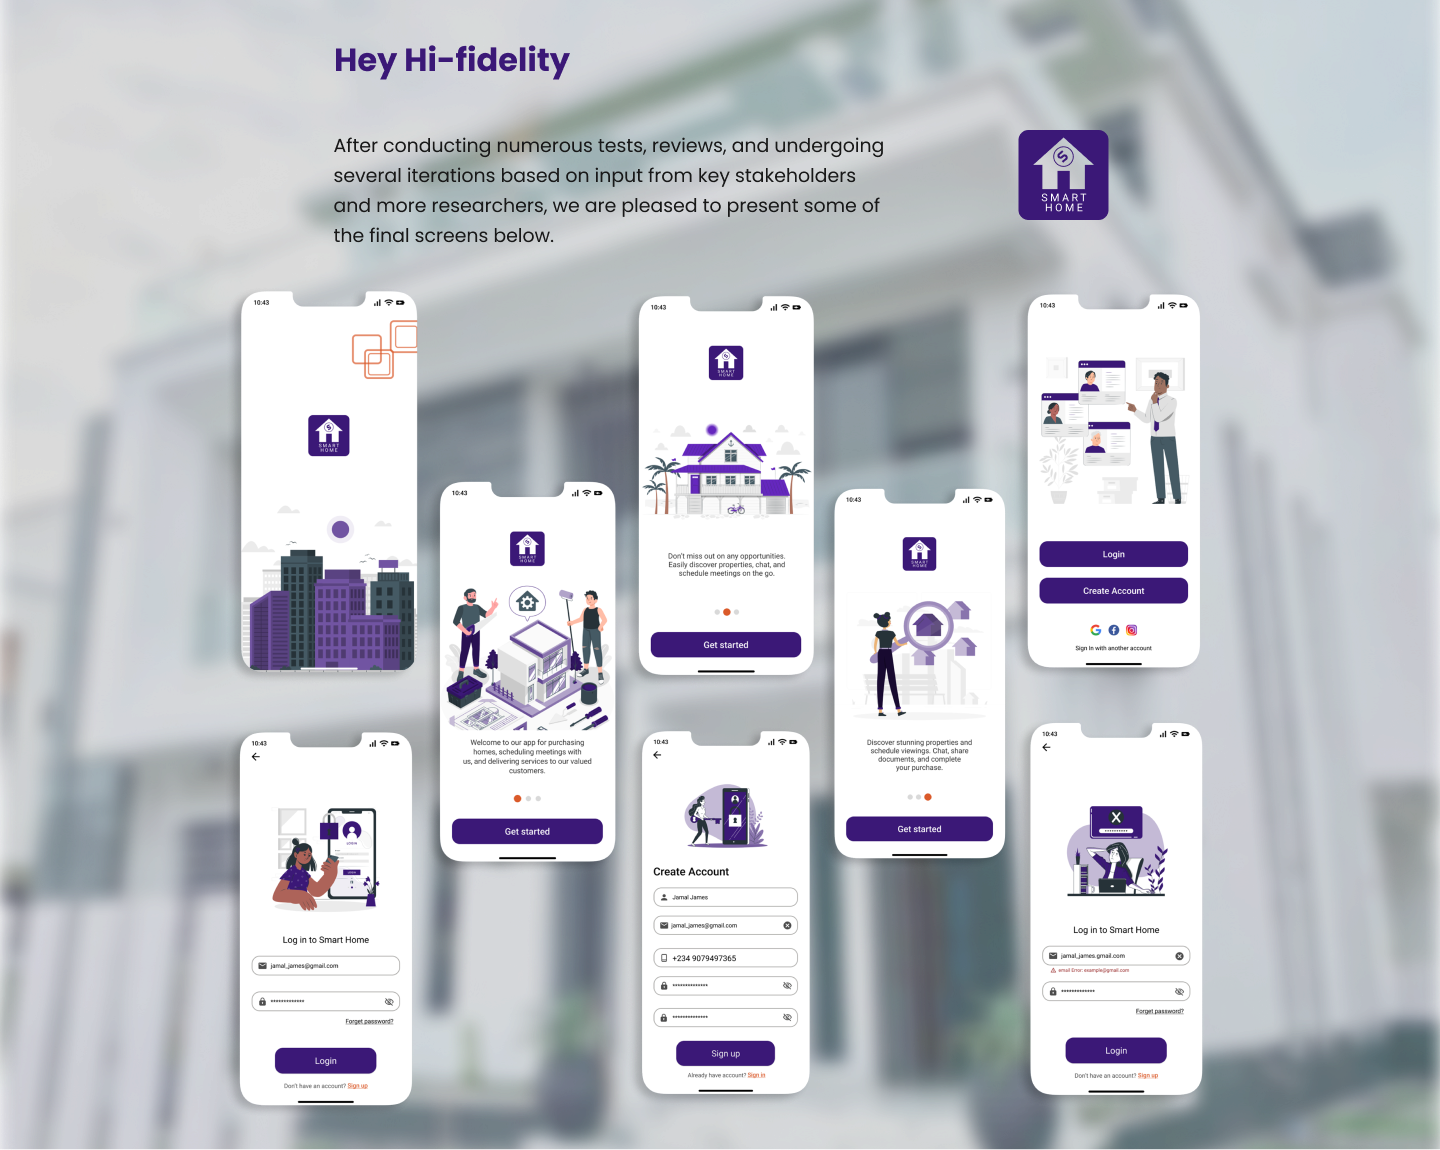 Hey Hi-fidelity
After conducting numerous tests, reviews, and undergoing
several iterations based on input from key stakeholders
and more researchers, we are pleased to present some of
the final screens below.
S
SMART
HOME
10:43
S
SMART
HOME
10:43
SMART
HOME
Welcome to our app for purchasing
homes, scheduling meetings with
us, and delivering services to our valued
customers.
Get started
10:43
SMART
HOME
Don't miss out on any opportunities.
Easily discover properties, chat, and
schedule meetings on the go.
Get started
10:43
SMART
HOME
Discover stunning properties and
schedule viewings. Chat, share
documents, and complete
your purchase.
Get started
10:43
Login
Create Account
Sign In with another account
10:43
LOGIN
LOGIN
Log in to Smart Home
jamal_james@gmail.com
*************
Forget password?
Login
Don't have an account? Sign up
10:43
Create Account
Jamal James
jamal_james@gmail.com
+234 9079497365
**************
**************
Sign up
Already have account? Sign in
10:43
X
Log in to Smart Home
jamal_james.gmail.com
email Error: example@gmail.com
*************
Forget password?
Login
Don't have an account? Sign up